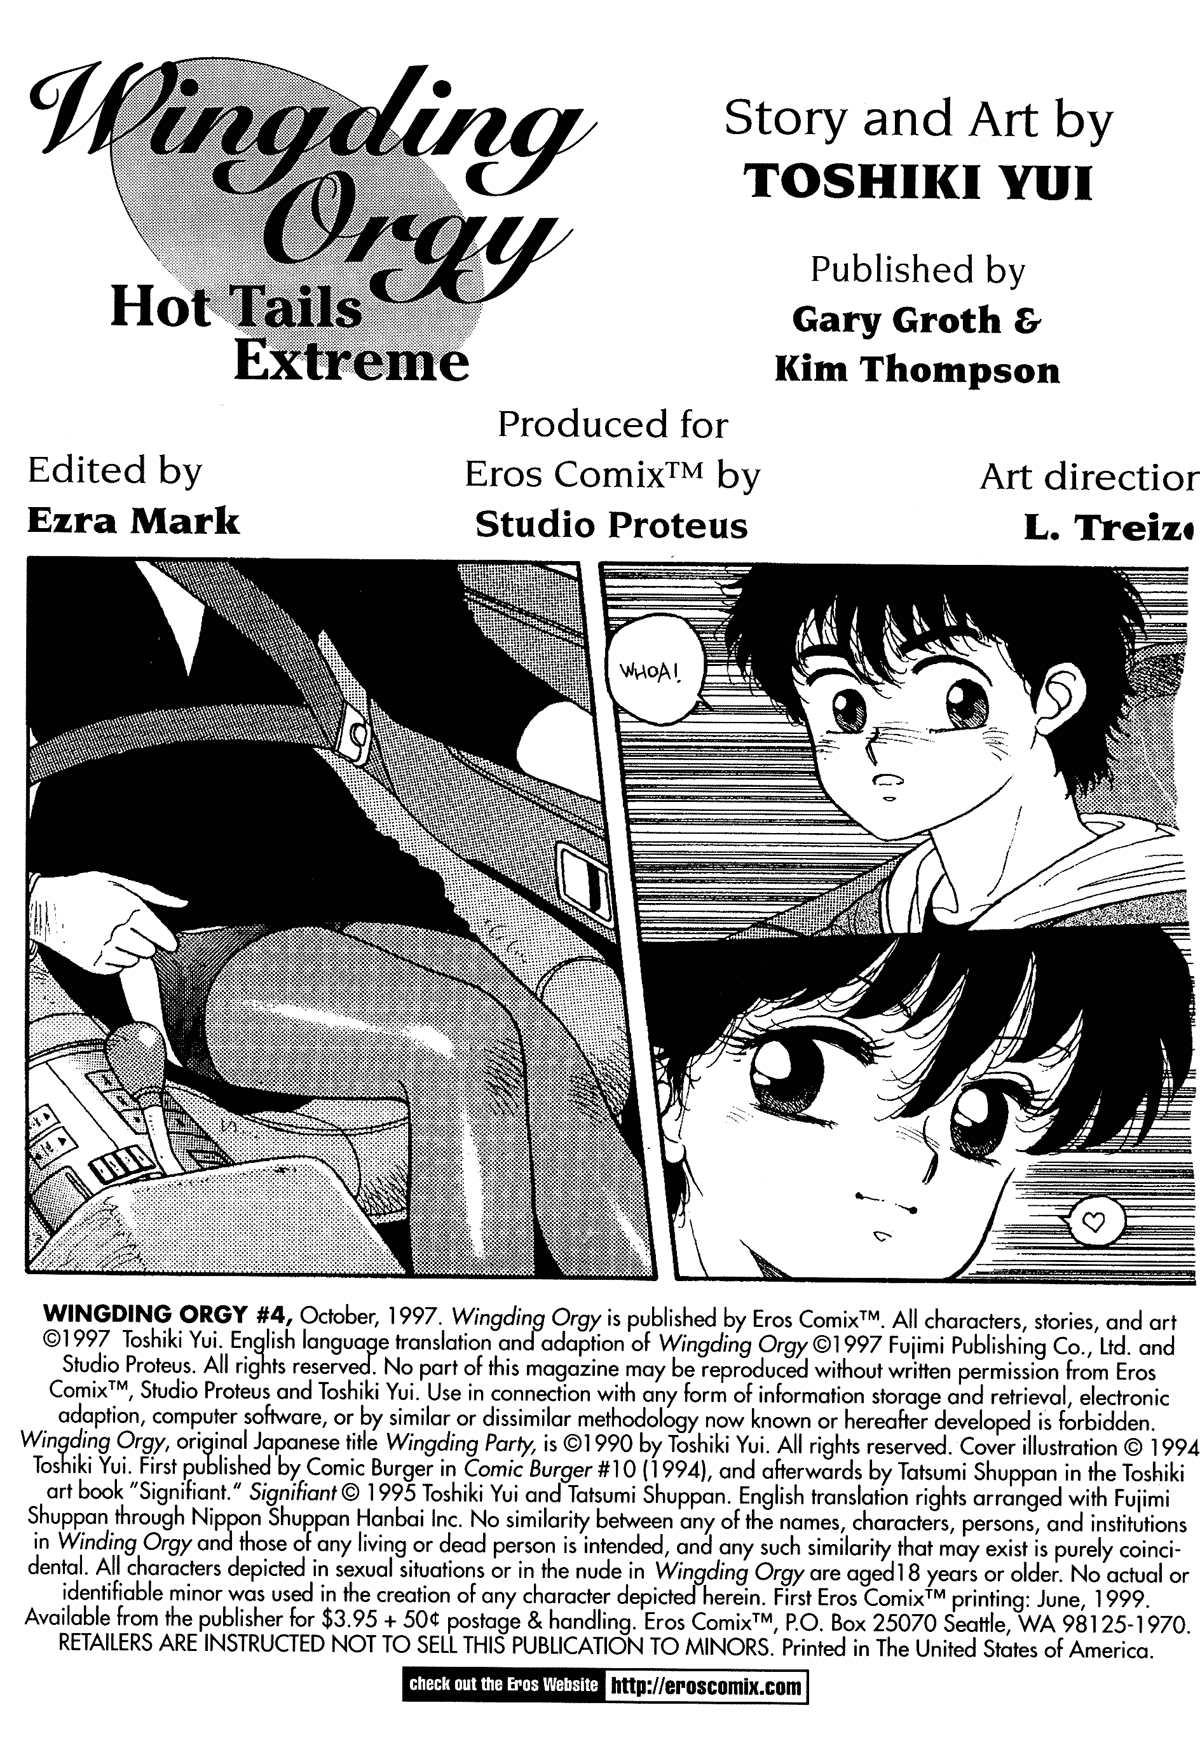 Wingding
Orgy
Hot Tails
Extreme
Story and Art by
TOSHIKI YUI
Published by
Gary Groth &
Kim Thompson
Produced for
Eros Comix™ by
Studio Proteus
Edited by
Ezra Mark
Art direction
L. Treize
WHOA!
♡
WINGDING ORGY #4, October, 1997. Wingding Orgy is published by Eros Comix™. All characters, stories, and art
©1997 Toshiki Yui. English language translation and adaption of Wingding Orgy ©1997 Fujimi Publishing Co., Ltd. and
Studio Proteus. All rights reserved. No part of this magazine may be reproduced without written permission from Eros
Comix™, Studio Proteus and Toshiki Yui. Use in connection with any form of information storage and retrieval, electronic
adaption, computer software, or by similar or dissimilar methodology now known or hereafter developed is forbidden.
Wingding Orgy, original Japanese title Wingding Party, is ©1990 by Toshiki Yui. All rights reserved. Cover illustration © 1994
Toshiki Yui. First published by Comic Burger in Comic Burger #10 (1994), and afterwards by Tatsumi Shuppan in the Toshiki
art book "Signifiant." Signifiant © 1995 Toshiki Yui and Tatsumi Shuppan. English translation rights arranged with Fujimi
Shuppan through Nippon Shuppan Hanbai Inc. No similarity between any of the names, characters, persons, and institutions
in Winding Orgy and those of any living or dead person is intended, and any such similarity that may exist is purely coinci-
dental. All characters depicted in sexual situations or in the nude in Wingding Orgy are aged18 years or older. No actual or
identifiable minor was used in the creation of any character depicted herein. First Eros Comix™ printing: June, 1999.
Available from the publisher for $3.95 + 50¢ postage & handling. Eros Comix™, P.O. Box 25070 Seattle, WA 98125-1970.
RETAILERS ARE INSTRUCTED NOT TO SELL THIS PUBLICATION TO MINORS. Printed in The United States of America.
check out the Eros Website http://eroscomix.com